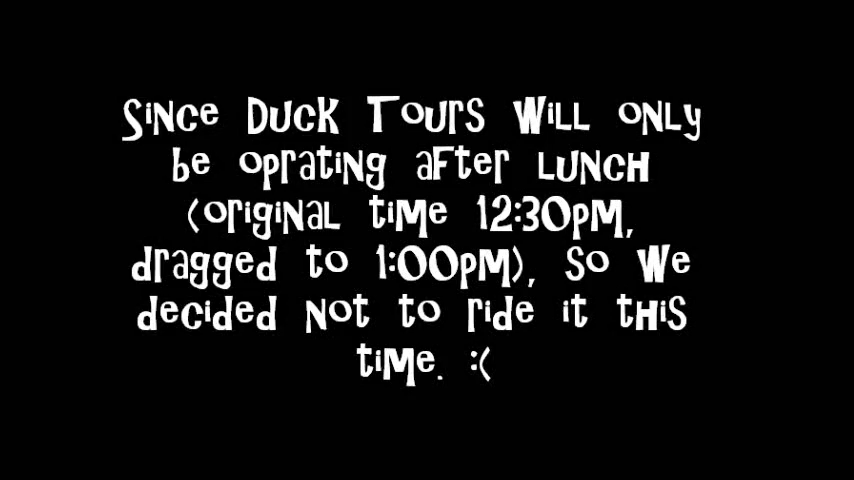 Since Duck Tours will only
be oprating after lunch
(original time 12:30pm,
dragged to 1:00pm), so we
decided not to ride it this
time. :(